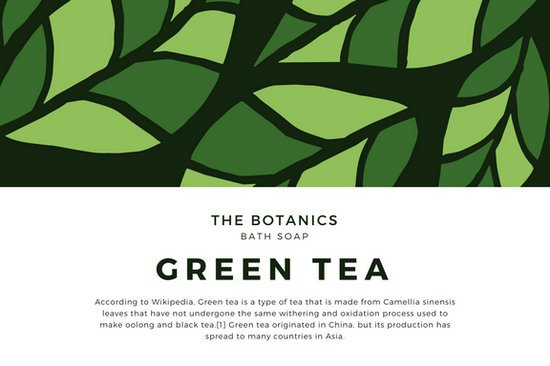 THE BOTANICS
BATH SOAP
GREEN TEA
According to Wikipedia, Green tea is a type of tea that is made from Camellia sinensis
leaves that have not undergone the same withering and oxidation process used to
make oolong and black tea.[1] Green tea originated in China, but its production has
spread to many countries in Asia.